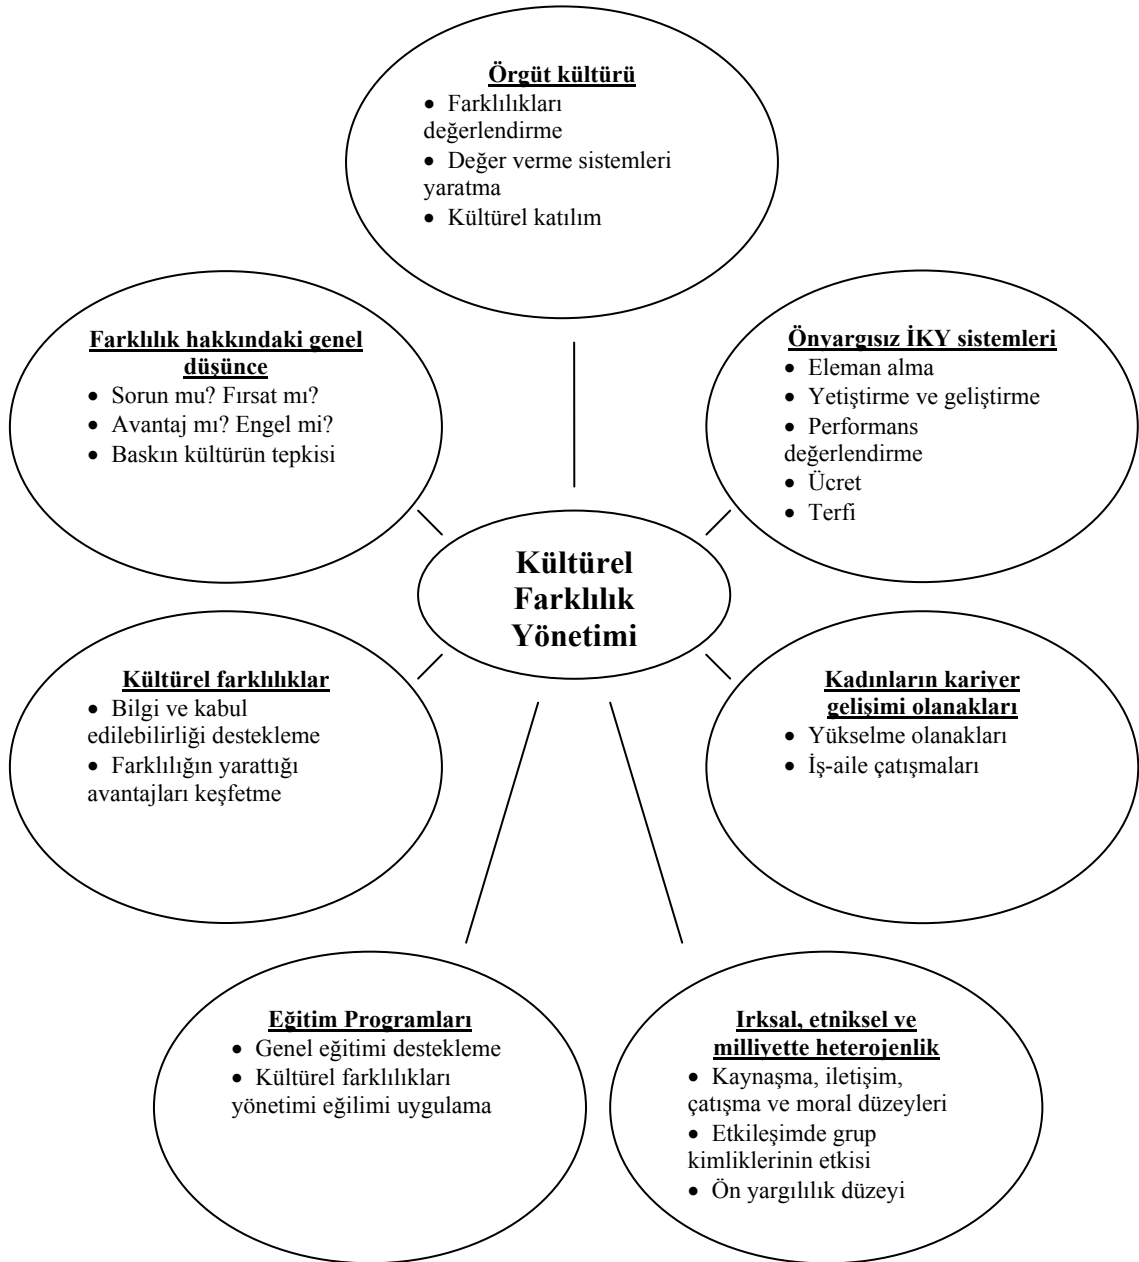 Örgüt kültürü
• Farklılıkları
değerlendirme
• Değer verme sistemleri
yaratma
• Kültürel katılım
Farklılık hakkındaki genel
düşünce
• Sorun mu? Fırsat mı?
• Avantaj mı? Engel mi?
• Baskın kültürün tepkisi
Önyargısız İKY sistemleri
• Eleman alma
• Yetiştirme ve geliştirme
• Performans
değerlendirme
• Ücret
• Terfi
Kültürel
Farklılık
Yönetimi
Kültürel farklılıklar
• Bilgi ve kabul
edilebilirliği destekleme
• Farklılığın yarattığı
avantajları keşfetme
Kadınların kariyer
gelişimi olanakları
• Yükselme olanakları
• İş-aile çatışmaları
Eğitim Programları
• Genel eğitimi destekleme
• Kültürel farklılıkları
yönetimi eğilimi uygulama
Irksal, etniksel ve
milliyette heterojenlik
• Kaynaşma, iletişim,
çatışma ve moral düzeyleri
• Etkileşimde grup
kimliklerinin etkisi
• Ön yargılılık düzeyi